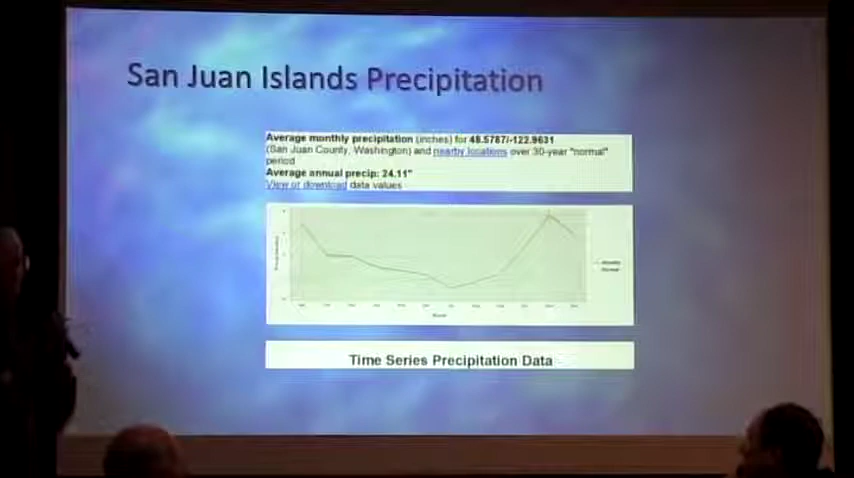 San Juan Islands Precipitation
Average monthly precipitation (inches) for 48.5787/-122.9631
(San Juan County, Washington) and nearby locations over 30-year "normal"
period
Average annual precip: 24.11"
View or download data values
Month
Time Series Precipitation Data